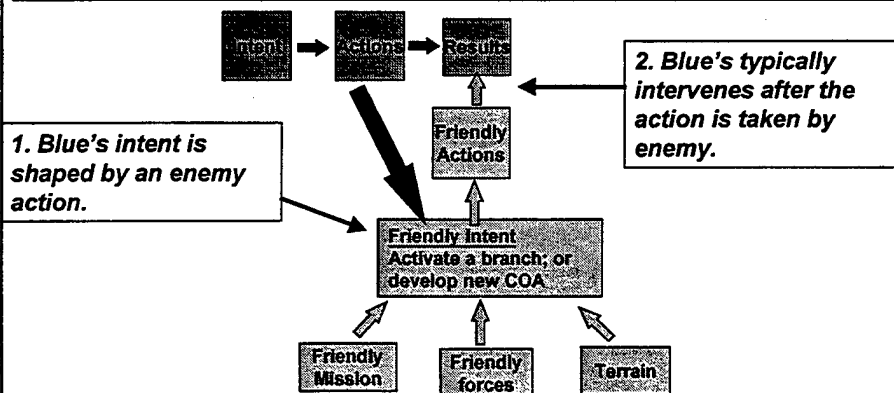 Intent
Actions
Results
2. Blue's typically
intervenes after the
action is taken by
enemy.
Friendly
Actions
1. Blue's intent is
shaped by an enemy
action.
Friendly Intent
Activate a branch; or
develop new COA
Friendly
Mission
Friendly
forces
Terrain